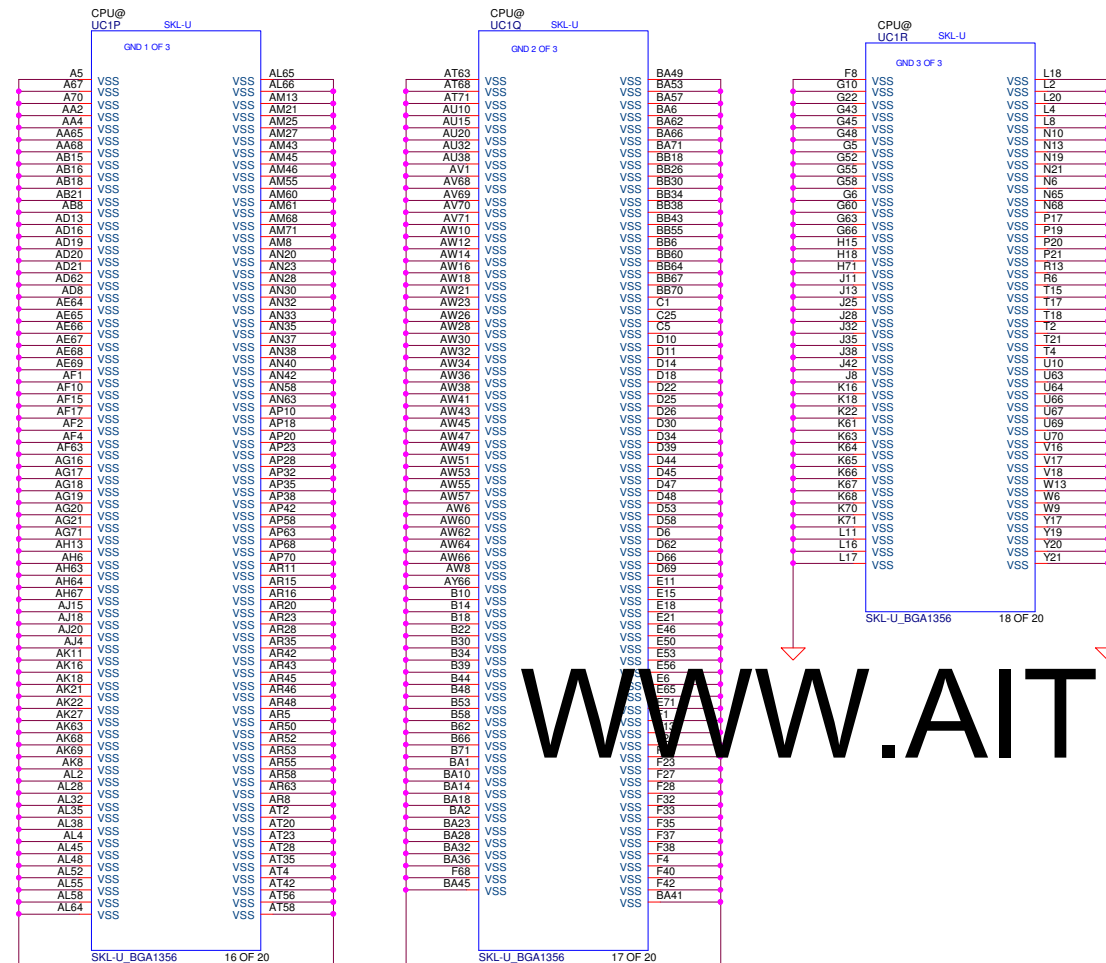 CPU@
UC1P SKL-U
GND 1 OF 3
A5 VSS VSS AL65
A67 VSS VSS AL66
A70 VSS VSS AM13
AA2 VSS VSS AM21
AA4 VSS VSS AM25
AA65 VSS VSS AM27
AA68 VSS VSS AM43
AB15 VSS VSS AM45
AB16 VSS VSS AM46
AB18 VSS VSS AM55
AB21 VSS VSS AM60
AB8 VSS VSS AM61
AD13 VSS VSS AM68
AD16 VSS VSS AM71
AD19 VSS VSS AM8
AD20 VSS VSS AN20
AD21 VSS VSS AN23
AD62 VSS VSS AN28
AD8 VSS VSS AN30
AE64 VSS VSS AN32
AE65 VSS VSS AN33
AE66 VSS VSS AN35
AE67 VSS VSS AN37
AE68 VSS VSS AN38
AE69 VSS VSS AN40
AF1 VSS VSS AN42
AF10 VSS VSS AN58
AF15 VSS VSS AN63
AF17 VSS VSS AP10
AF2 VSS VSS AP18
AF4 VSS VSS AP20
AF63 VSS VSS AP23
AG16 VSS VSS AP28
AG17 VSS VSS AP32
AG18 VSS VSS AP35
AG19 VSS VSS AP38
AG20 VSS VSS AP42
AG21 VSS VSS AP58
AG71 VSS VSS AP63
AH13 VSS VSS AP68
AH6 VSS VSS AP70
AH63 VSS VSS AR11
AH64 VSS VSS AR15
AH67 VSS VSS AR16
AJ15 VSS VSS AR20
AJ18 VSS VSS AR23
AJ20 VSS VSS AR28
AJ4 VSS VSS AR35
AK11 VSS VSS AR42
AK16 VSS VSS AR43
AK18 VSS VSS AR45
AK21 VSS VSS AR46
AK22 VSS VSS AR48
AK27 VSS VSS AR5
AK63 VSS VSS AR50
AK68 VSS VSS AR52
AK69 VSS VSS AR53
AK8 VSS VSS AR55
AL2 VSS VSS AR58
AL28 VSS VSS AR63
AL32 VSS VSS AR8
AL35 VSS VSS AT2
AL38 VSS VSS AT20
AL4 VSS VSS AT23
AL45 VSS VSS AT28
AL48 VSS VSS AT35
AL52 VSS VSS AT4
AL55 VSS VSS AT42
AL58 VSS VSS AT56
AL64 VSS VSS AT58
SKL-U_BGA1356 16 OF 20
CPU@
UC1Q SKL-U
GND 2 OF 3
AT63 VSS VSS BA49
AT68 VSS VSS BA53
AT71 VSS VSS BA57
AU10 VSS VSS BA6
AU15 VSS VSS BA62
AU20 VSS VSS BA66
AU32 VSS VSS BA71
AU38 VSS VSS BB18
AV1 VSS VSS BB26
AV68 VSS VSS BB30
AV69 VSS VSS BB34
AV70 VSS VSS BB38
AV71 VSS VSS BB43
AW10 VSS VSS BB55
AW12 VSS VSS BB6
AW14 VSS VSS BB60
AW16 VSS VSS BB64
AW18 VSS VSS BB67
AW21 VSS VSS BB70
AW23 VSS VSS C1
AW26 VSS VSS C25
AW28 VSS VSS C5
AW30 VSS VSS D10
AW32 VSS VSS D11
AW34 VSS VSS D14
AW36 VSS VSS D18
AW38 VSS VSS D22
AW41 VSS VSS D25
AW43 VSS VSS D26
AW45 VSS VSS D30
AW47 VSS VSS D34
AW49 VSS VSS D39
AW51 VSS VSS D44
AW53 VSS VSS D45
AW55 VSS VSS D47
AW57 VSS VSS D48
AW6 VSS VSS D53
AW60 VSS VSS D58
AW62 VSS VSS D6
AW64 VSS VSS D62
AW66 VSS VSS D66
AW8 VSS VSS D69
AY66 VSS VSS E11
B10 VSS VSS E15
B14 VSS VSS E18
B18 VSS VSS E21
B22 VSS VSS E46
B30 VSS VSS E50
B34 VSS VSS E53
B39 VSS VSS E56
B44 VSS VSS E6
B48 VSS VSS E65
B53 VSS VSS E71
B58 VSS VSS
B62 VSS VSS
B66 VSS VSS
B71 VSS VSS
BA1 VSS VSS F23
BA10 VSS VSS F27
BA14 VSS VSS F28
BA18 VSS VSS F32
BA2 VSS VSS F33
BA23 VSS VSS F35
BA28 VSS VSS F37
BA32 VSS VSS F38
BA36 VSS VSS F4
F68 VSS VSS F40
BA45 VSS VSS F42
VSS BA41
SKL-U_BGA1356 17 OF 20
CPU@
UC1R SKL-U
GND 3 OF 3
F8 VSS VSS L18
G10 VSS VSS L2
G22 VSS VSS L20
G43 VSS VSS L4
G45 VSS VSS L8
G48 VSS VSS N10
G5 VSS VSS N13
G52 VSS VSS N19
G55 VSS VSS N21
G58 VSS VSS N6
G6 VSS VSS N65
G60 VSS VSS N68
G63 VSS VSS P17
G66 VSS VSS P19
H15 VSS VSS P20
H18 VSS VSS P21
H71 VSS VSS R13
J11 VSS VSS R6
J13 VSS VSS T15
J25 VSS VSS T17
J28 VSS VSS T18
J32 VSS VSS T2
J35 VSS VSS T21
J38 VSS VSS T4
J42 VSS VSS U10
J8 VSS VSS U63
K16 VSS VSS U64
K18 VSS VSS U66
K22 VSS VSS U67
K61 VSS VSS U69
K63 VSS VSS U70
K64 VSS VSS V16
K65 VSS VSS V17
K66 VSS VSS V18
K67 VSS VSS W13
K68 VSS VSS W6
K70 VSS VSS W9
K71 VSS VSS Y17
L11 VSS VSS Y19
L16 VSS VSS Y20
L17 VSS VSS Y21
SKL-U_BGA1356 18 OF 20
WWW.AIT